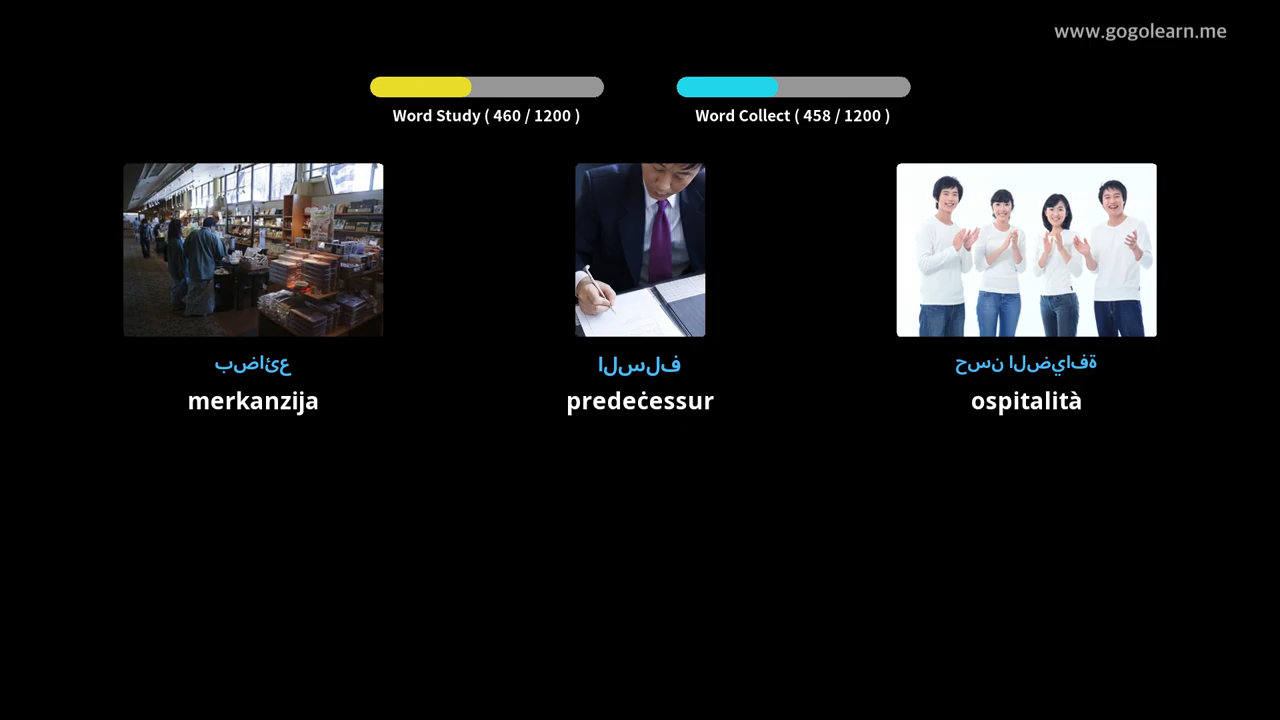 www.gogolearn.me
Word Study ( 460 / 1200 )
Word Collect ( 458 / 1200 )
بضائع
السلف
حسن الضيافة
merkanzija
predeċessur
ospitalità